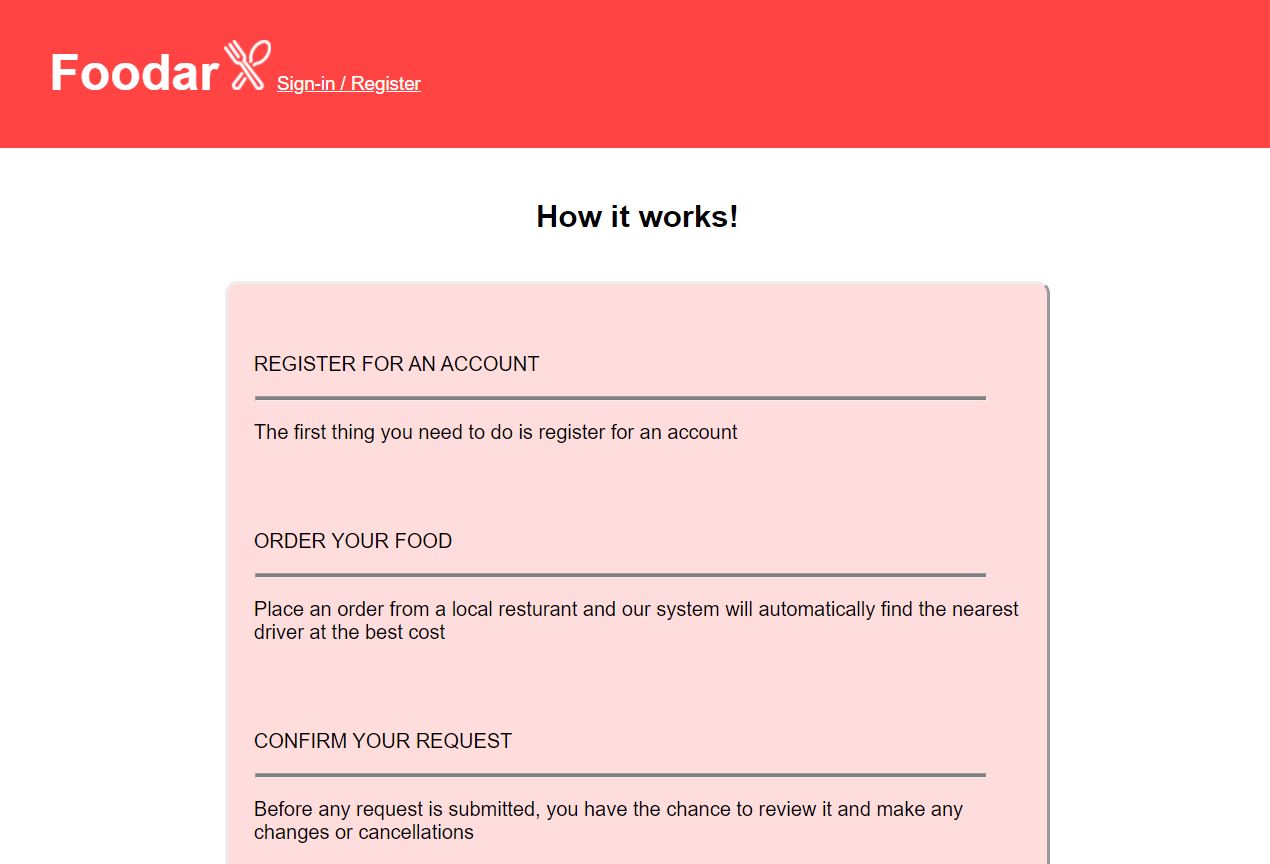 Foodar Sign-in / Register
How it works!
REGISTER FOR AN ACCOUNT
The first thing you need to do is register for an account
ORDER YOUR FOOD
Place an order from a local resturant and our system will automatically find the nearest
driver at the best cost
CONFIRM YOUR REQUEST
Before any request is submitted, you have the chance to review it and make any
changes or cancellations